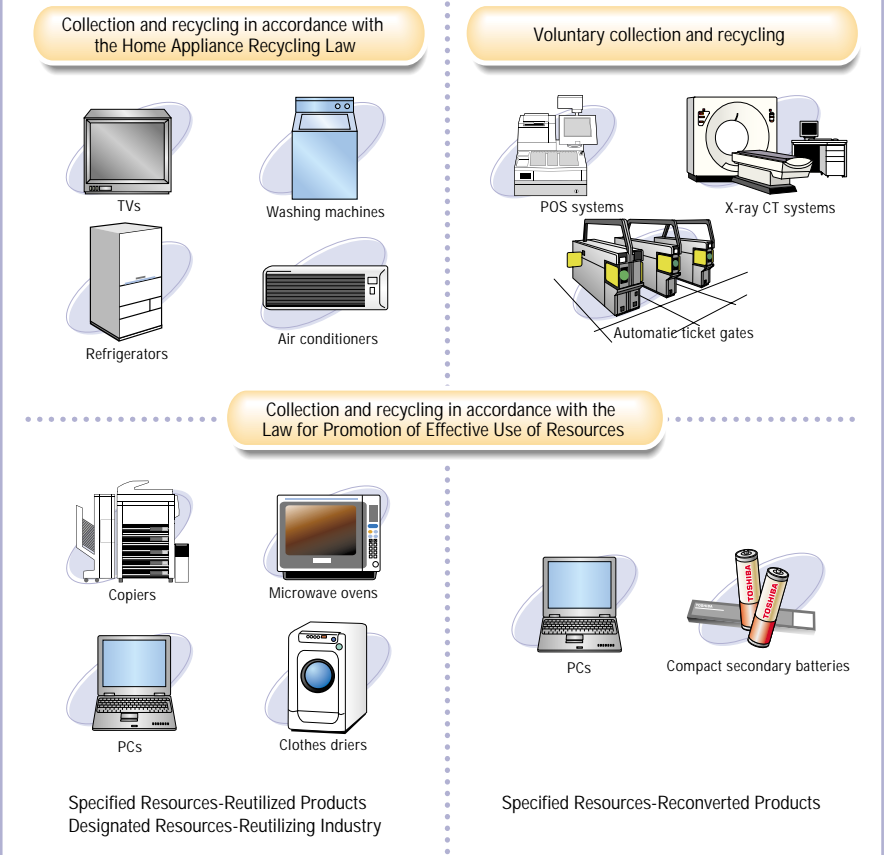 Collection and recycling in accordance with
the Home Appliance Recycling Law
Voluntary collection and recycling
TVs
Washing machines
Refrigerators
Air conditioners
POS systems
X-ray CT systems
Automatic ticket gates
Collection and recycling in accordance with the
Law for Promotion of Effective Use of Resources
Copiers
Microwave ovens
PCs
Clothes driers
Specified Resources-Reutilized Products
Designated Resources-Reutilizing Industry
PCs
TOSHIBA
TOSHIBA
Compact secondary batteries
Specified Resources-Reconverted Products